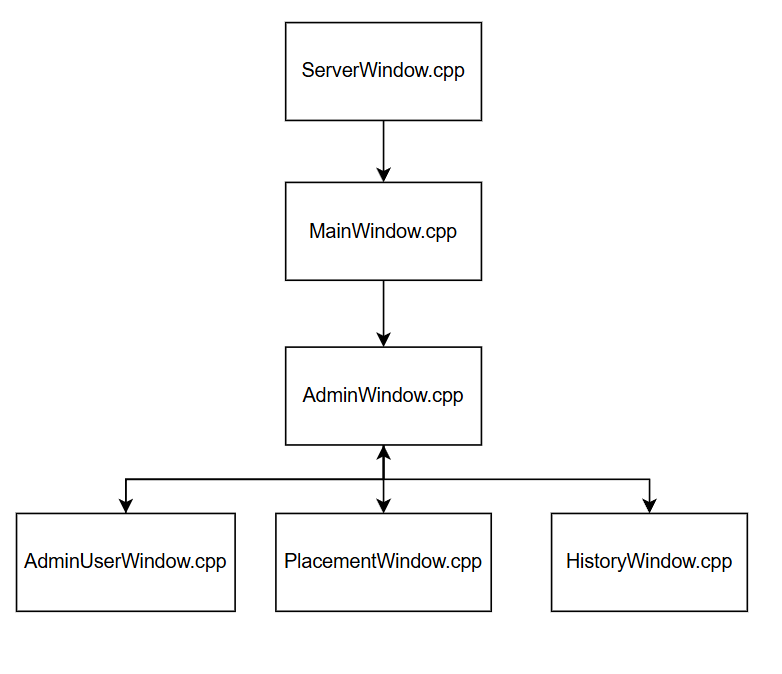 ServerWindow.cpp
MainWindow.cpp
AdminWindow.cpp
AdminUserWindow.cpp
PlacementWindow.cpp
HistoryWindow.cpp